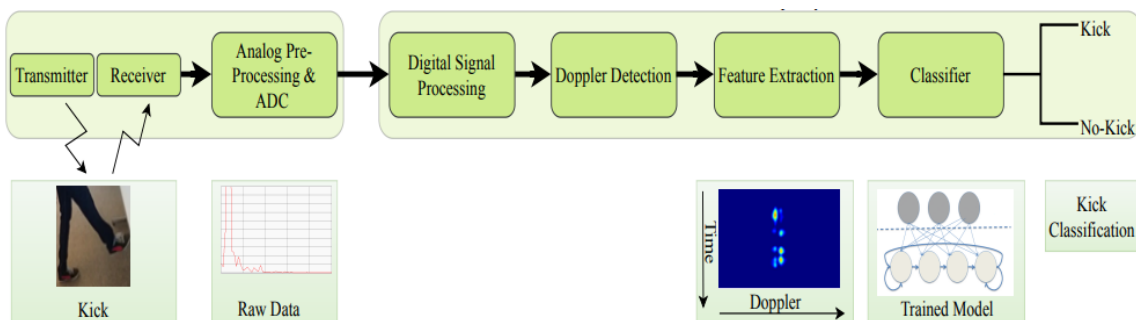 Transmitter
Receiver
Analog Pre-
Processing &
ADC
Digital Signal
Processing
Doppler Detection
Feature Extraction
Classifier
Kick
No-Kick
Kick
Raw Data
Time
Doppler
Trained Model
Kick
Classification